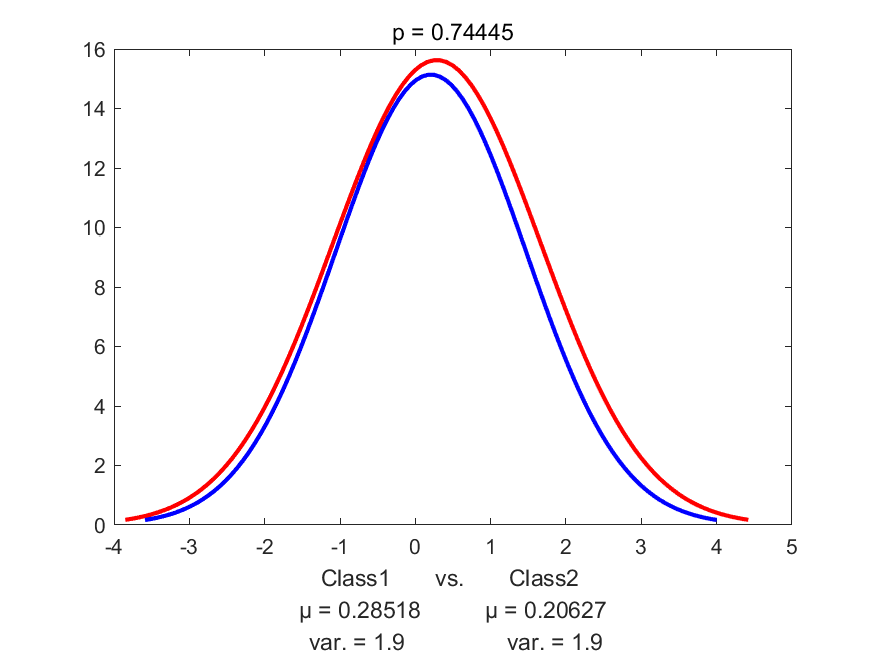 p = 0.74445
16
14
12
10
8
6
4
2
0
-4 -3 -2 -1 0 1 2 3 4 5
Class1 vs. Class2
μ = 0.28518 μ = 0.20627
var. = 1.9 var. = 1.9